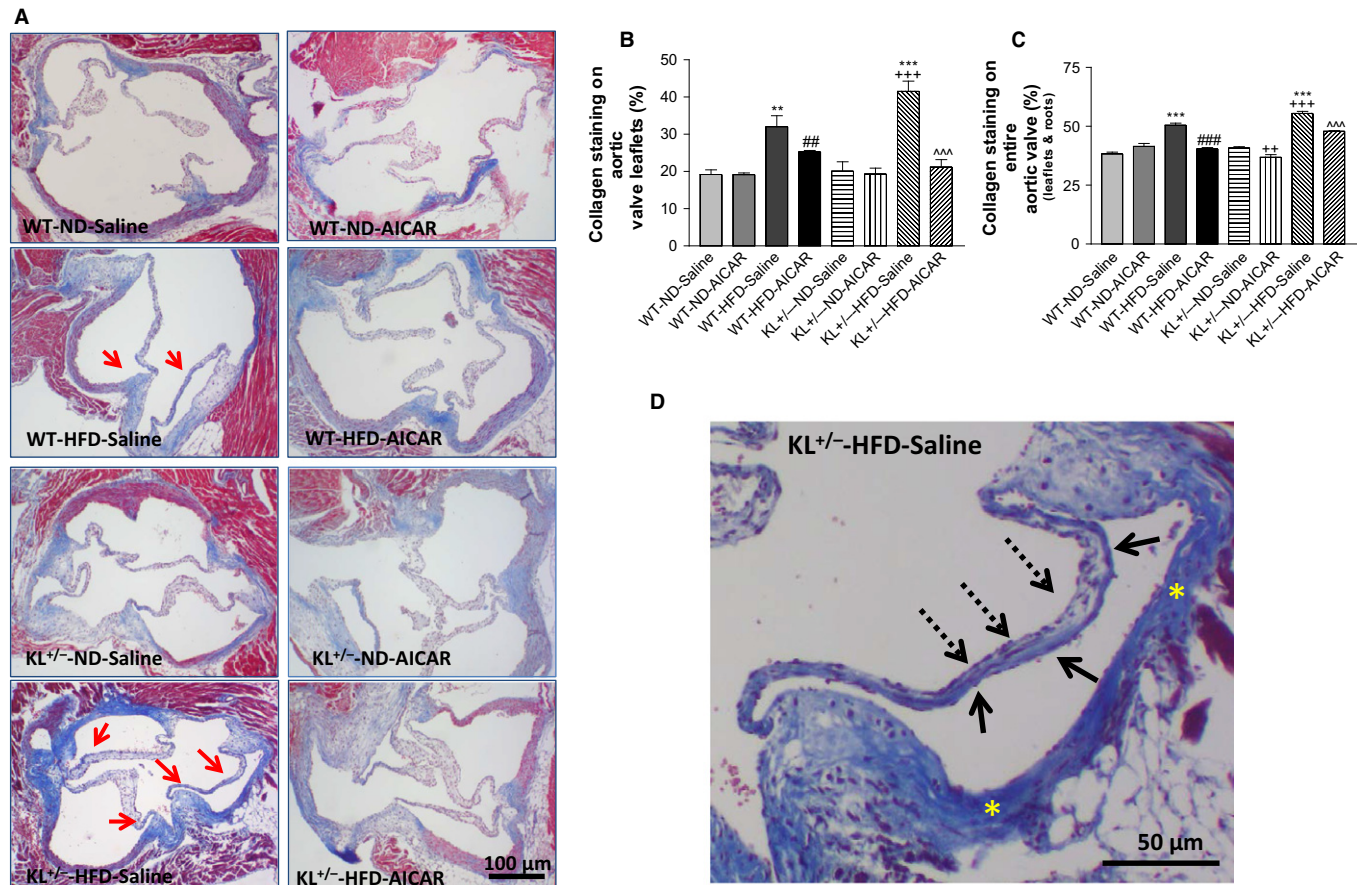 A
WT-ND-Saline
WT-ND-AICAR
WT-HFD-Saline
WT-HFD-AICAR
KL+/−-ND-Saline
KL+/−-ND-AICAR
KL+/−-HFD-Saline
KL+/−-HFD-AICAR
100 µm
B
Collagen staining on
aortic
valve leaflets (%)
50
40
30
20
10
0
**
##
***
+++
^^^
WT-ND-Saline
WT-ND-AICAR
WT-HFD-Saline
WT-HFD-AICAR
KL+/−-ND-Saline
KL+/−-ND-AICAR
KL+/−-HFD-Saline
KL+/−-HFD-AICAR
C
Collagen staining on
entire
aortic valve (%)
(leaflets & roots)
75
50
25
0
***
###
++
***
+++
^^^
WT-ND-Saline
WT-ND-AICAR
WT-HFD-Saline
WT-HFD-AICAR
KL+/−-ND-Saline
KL+/−-ND-AICAR
KL+/−-HFD-Saline
KL+/−-HFD-AICAR
D
KL+/−-HFD-Saline
*
*
50 µm